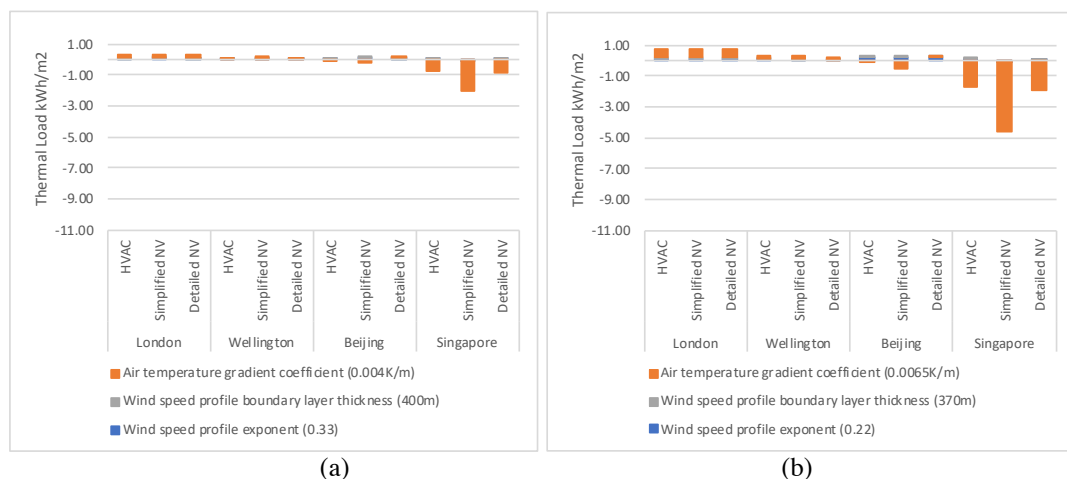 1.00
-1.00
-3.00
-5.00
-7.00
-9.00
-11.00
Thermal Load kWh/m2
HVAC
Simplified NV
Detailed NV
HVAC
Simplified NV
Detailed NV
HVAC
Simplified NV
Detailed NV
HVAC
Simplified NV
Detailed NV
London Wellington Beijing Singapore
Air temperature gradient coefficient (0.004K/m)
Wind speed profile boundary layer thickness (400m)
Wind speed profile exponent (0.33)
(a)
1.00
-1.00
-3.00
-5.00
-7.00
-9.00
-11.00
Thermal Load kWh/m2
HVAC
Simplified NV
Detailed NV
HVAC
Simplified NV
Detailed NV
HVAC
Simplified NV
Detailed NV
HVAC
Simplified NV
Detailed NV
London Wellington Beijing Singapore
Air temperature gradient coefficient (0.0065K/m)
Wind speed profile boundary layer thickness (370m)
Wind speed profile exponent (0.22)
(b)